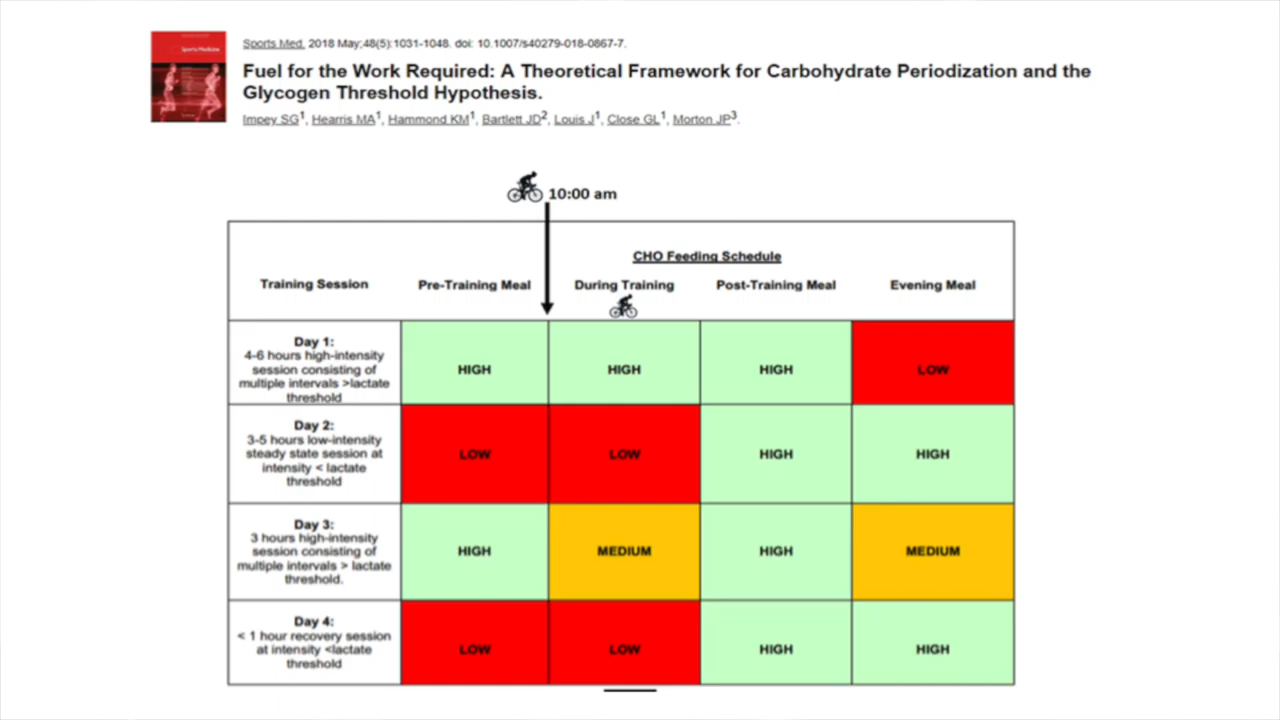 Sports Medicine
Sports Med. 2018 May;48(5):1031-1048. doi: 10.1007/s40279-018-0867-7.
Fuel for the Work Required: A Theoretical Framework for Carbohydrate Periodization and the
Glycogen Threshold Hypothesis.
Impey SG1, Hearris MA1, Hammond KM1, Bartlett JD2, Louis J1, Close GL1, Morton JP3.
10:00 am
CHO Feeding Schedule
Training Session Pre-Training Meal During Training Post-Training Meal Evening Meal
Day 1:
4-6 hours high-intensity
session consisting of
multiple intervals >lactate
threshold
HIGH HIGH HIGH LOW
Day 2:
3-5 hours low-intensity
steady state session at
intensity < lactate
threshold
LOW LOW HIGH HIGH
Day 3:
3 hours high-intensity
session consisting of
multiple intervals > lactate
threshold.
HIGH MEDIUM HIGH MEDIUM
Day 4:
< 1 hour recovery session
at intensity <lactate
threshold
LOW LOW HIGH HIGH